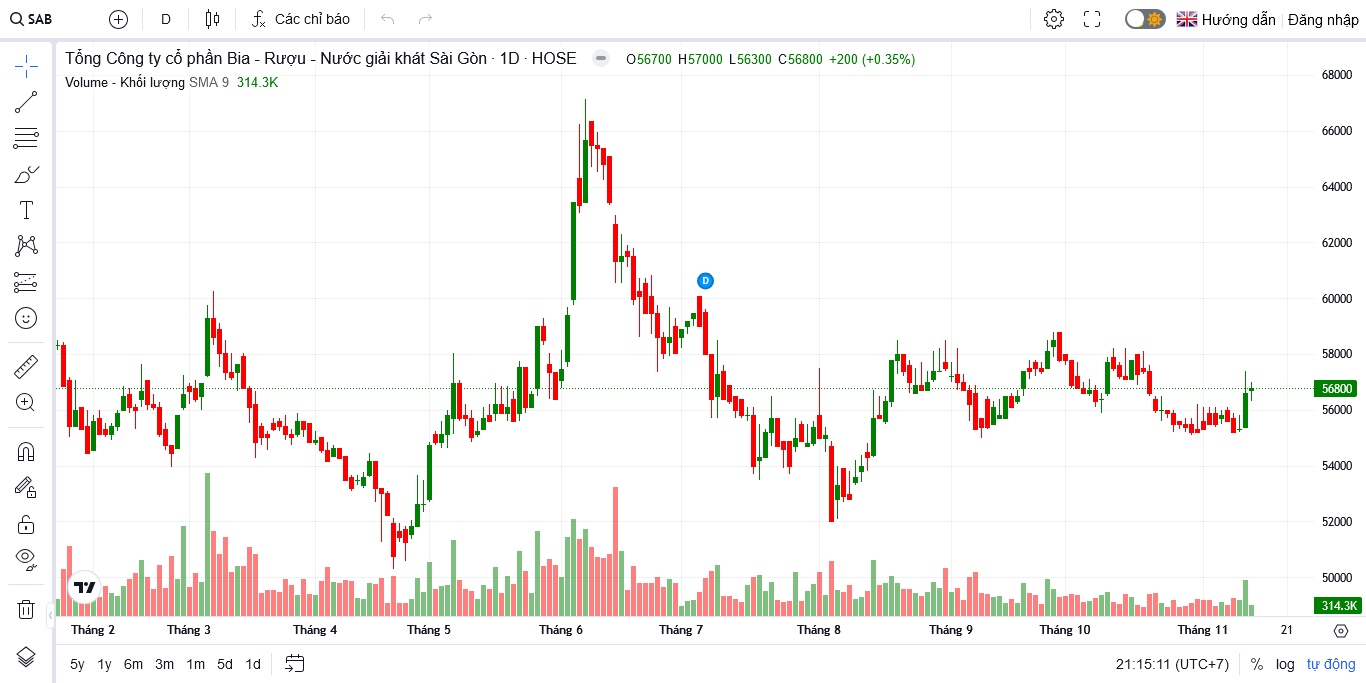 SAB D Các chỉ báo Hướng dẫn Đăng nhập
Tổng Công ty cổ phần Bia - Rượu - Nước giải khát Sài Gòn · 1D · HOSE O56700 H57000 L56300 C56800 +200 (+0.35%)
Volume - Khối lượng SMA 9 314.3K
68000
66000
64000
62000
60000
58000
56800
56000
54000
52000
50000
314.3K
D
Tháng 2 Tháng 3 Tháng 4 Tháng 5 Tháng 6 Tháng 7 Tháng 8 Tháng 9 Tháng 10 Tháng 11 21
5y 1y 6m 3m 1m 5d 1d 21:15:11 (UTC+7) % log tự động